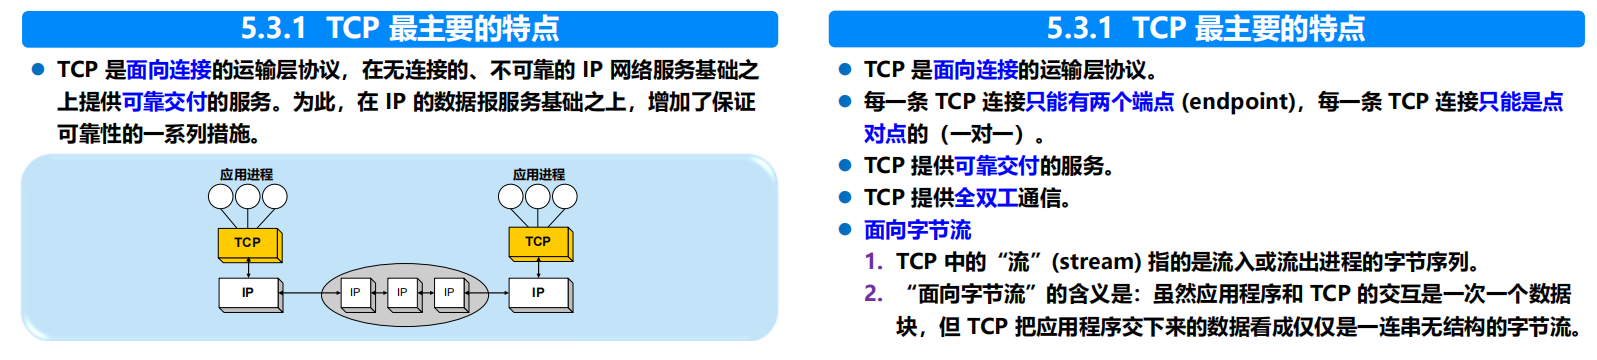 5.3.1 TCP 最主要的特点
TCP 是面向连接的运输层协议，在无连接的、不可靠的 IP 网络服务基础之
上提供可靠交付的服务。为此，在 IP 的数据报服务基础之上，增加了保证
可靠性的一系列措施。
应用进程
应用进程
TCP
TCP
IP
IP
IP
IP
IP
5.3.1 TCP 最主要的特点
TCP 是面向连接的运输层协议。
每一条 TCP 连接只能有两个端点 (endpoint)，每一条 TCP 连接只能是点
对点的（一对一）。
TCP 提供可靠交付的服务。
TCP 提供全双工通信。
面向字节流
1. TCP 中的“流”(stream) 指的是流入或流出进程的字节序列。
2. “面向字节流”的含义是：虽然应用程序和 TCP 的交互是一次一个数据
块，但 TCP 把应用程序交下来的数据看成仅仅是一连串无结构的字节流。